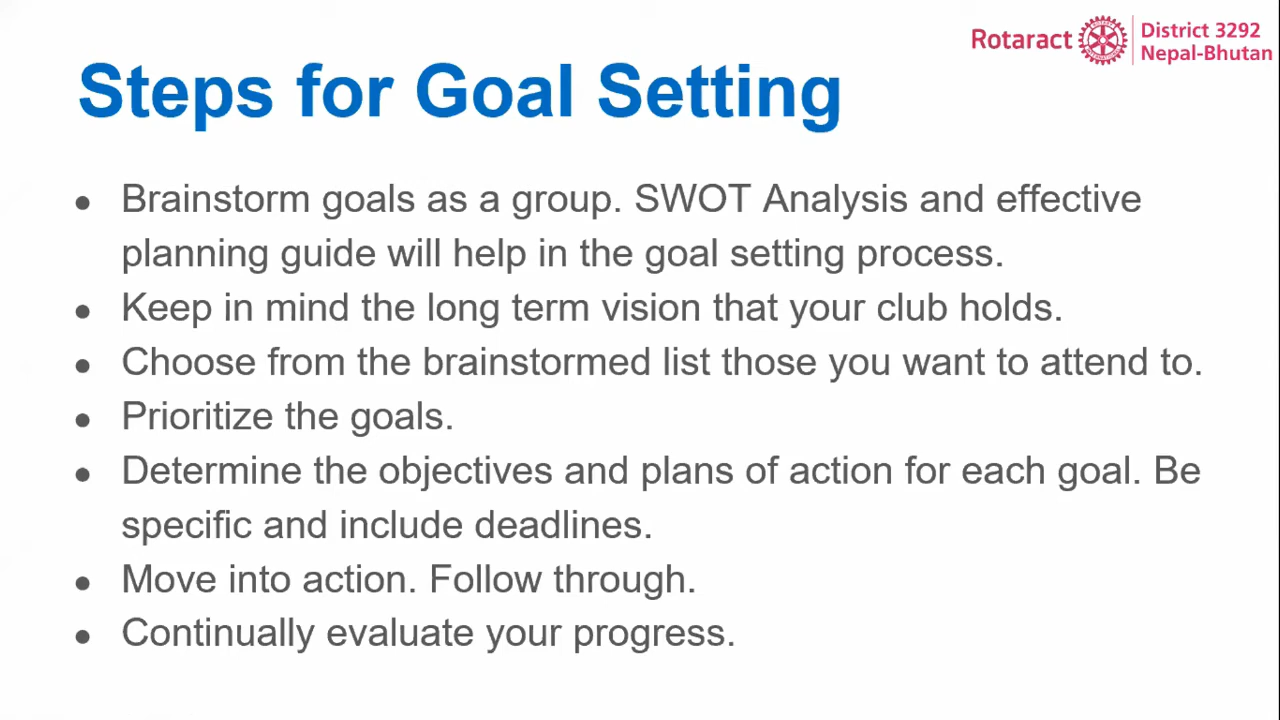 Rotaract
District 3292
Nepal-Bhutan
Steps for Goal Setting
● Brainstorm goals as a group. SWOT Analysis and effective
planning guide will help in the goal setting process.
● Keep in mind the long term vision that your club holds.
● Choose from the brainstormed list those you want to attend to.
● Prioritize the goals.
● Determine the objectives and plans of action for each goal. Be
specific and include deadlines.
● Move into action. Follow through.
● Continually evaluate your progress.